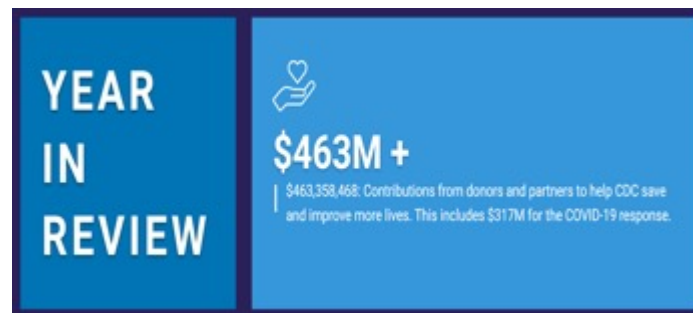 YEAR
IN
REVIEW
$463M +
$463,358,468: Contributions from donors and partners to help CDC save
and improve more lives. This includes $317M for the COVID-19 response.